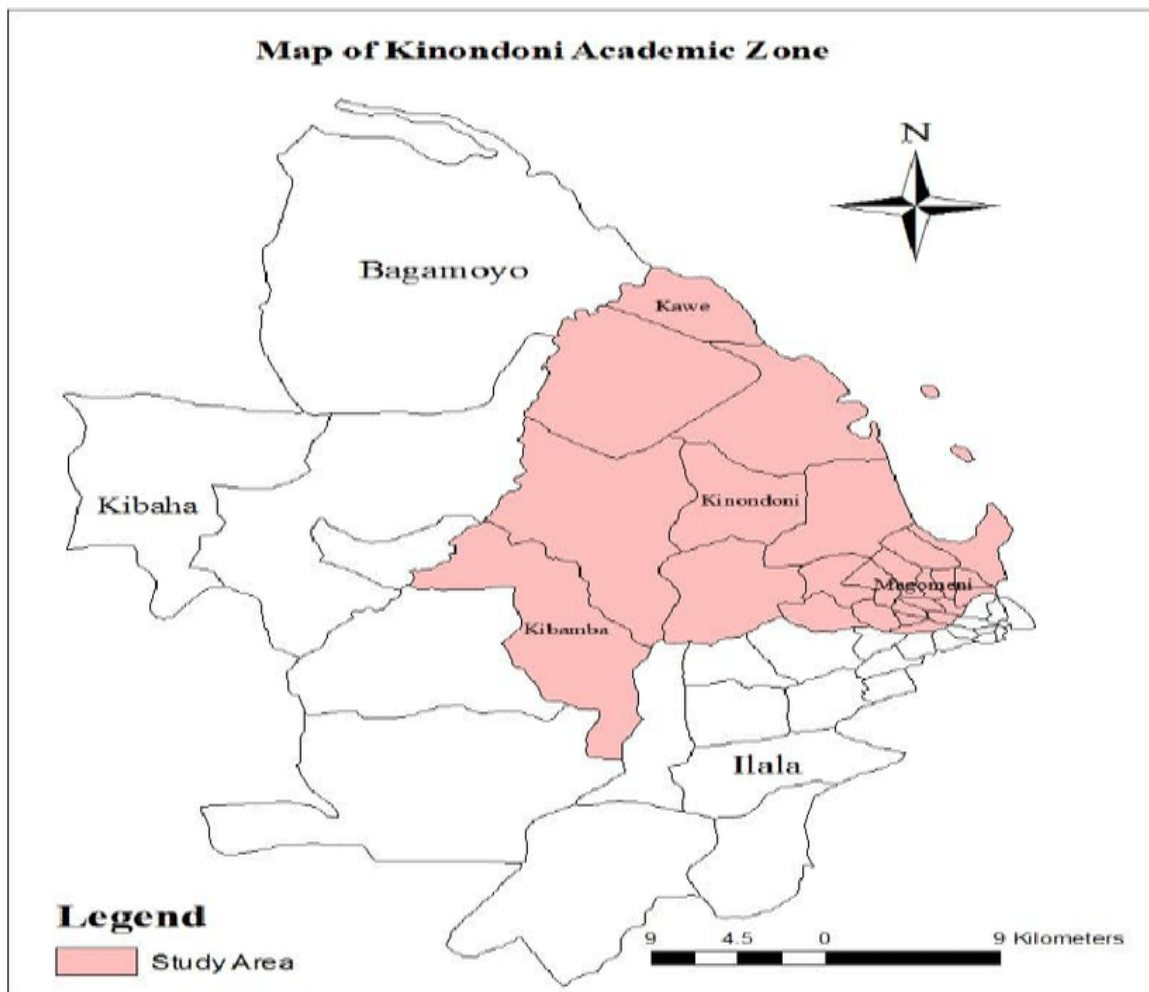 Map of Kinondoni Academic Zone
N
Bagamoyo
Kawe
Kibaha
Kinondoni
Magomeni
Kibamba
Ilala
Legend
Study Area
9 4.5 0 9 Kilometers